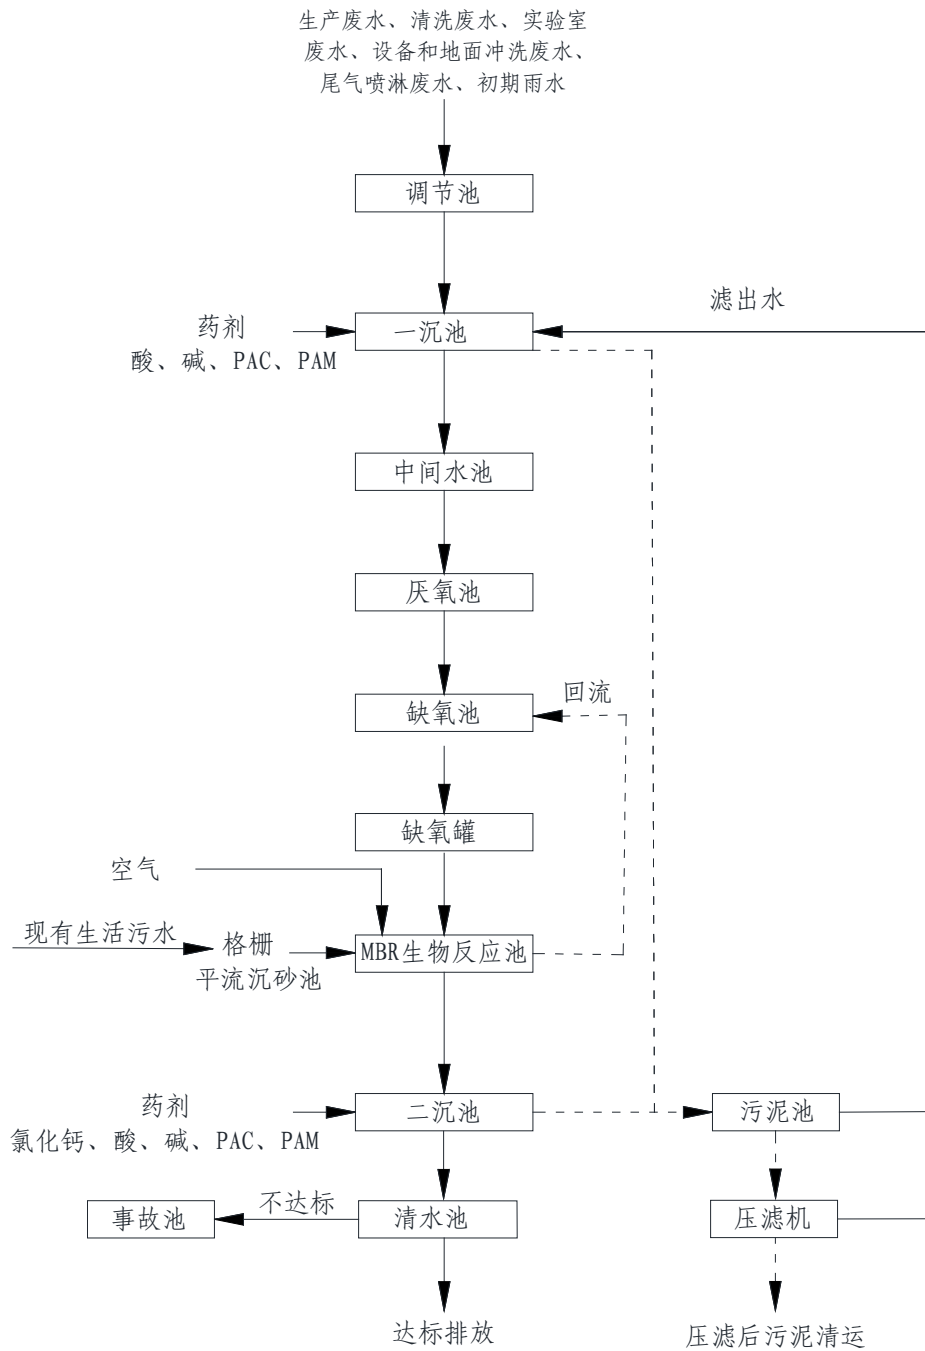 生产废水、清洗废水、实验室
废水、设备和地面冲洗废水、
尾气喷淋废水、初期雨水
调节池
滤出水
药剂
酸、碱、PAC、PAM
一沉池
中间水池
厌氧池
回流
缺氧池
缺氧罐
空气
现有生活污水
格栅
平流沉砂池
MBR生物反应池
药剂
氯化钙、酸、碱、PAC、PAM
二沉池
污泥池
事故池
不达标
清水池
压滤机
达标排放
压滤后污泥清运